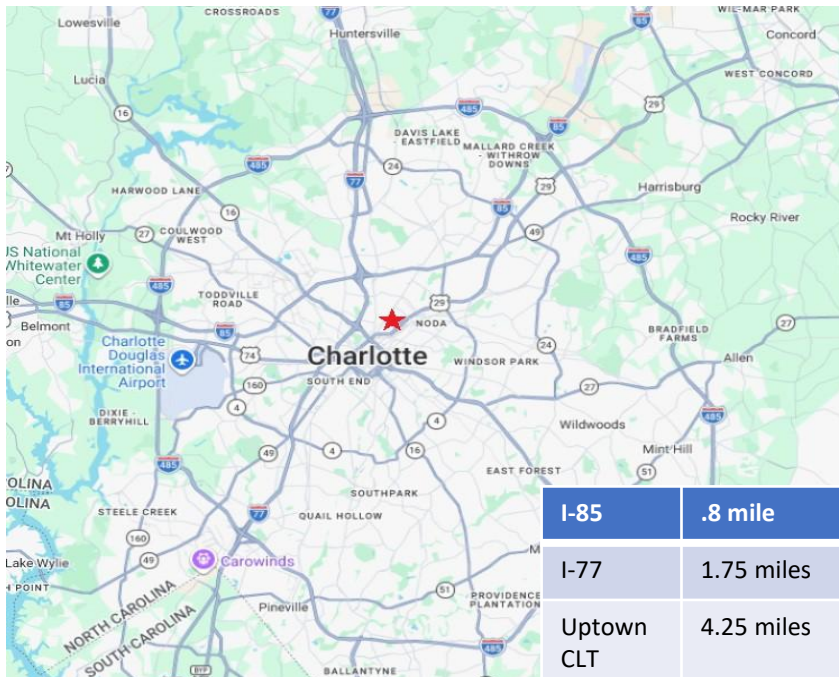 CROSSROADS
77
Lowesville
Huntersville
85
WIL-MAR PARK
Concord
Lucia
WEST CONCORD
16
29
485
DAVIS LAKE
- EASTFIELD
85
MALLARD CREEK
- WITHROW
DOWNS
24
485
77
29
HARWOOD LANE
16
85
Harrisburg
Rocky River
Mt Holly
27
COULWOOD
WEST
49
US National
Whitewater
Center
485
485
TODDVILLE
ROAD
29
85
NODA
Belmont
85
BRADFIELD
FARMS
27
Charlotte
Douglas
International
Airport
74
Charlotte
WINDSOR PARK
24
Allen
160
SOUTH END
27
4
4
485
DIXIE -
BERRYHILL
Wildwoods
49
16
Mint Hill
485
EAST FOREST
51
OLINA
OLINA
SOUTHPARK
STEELE CREEK
77
QUAIL HOLLOW
160
49
Lake Wylie
Carowinds
H POINT
51
PROVIDENCE
PLANTATION
NORTH CAROLINA
SOUTH CAROLINA
Pineville
485
BYP
BALLANTYNE
I-85 .8 mile
I-77 1.75 miles
Uptown 4.25 miles
CLT